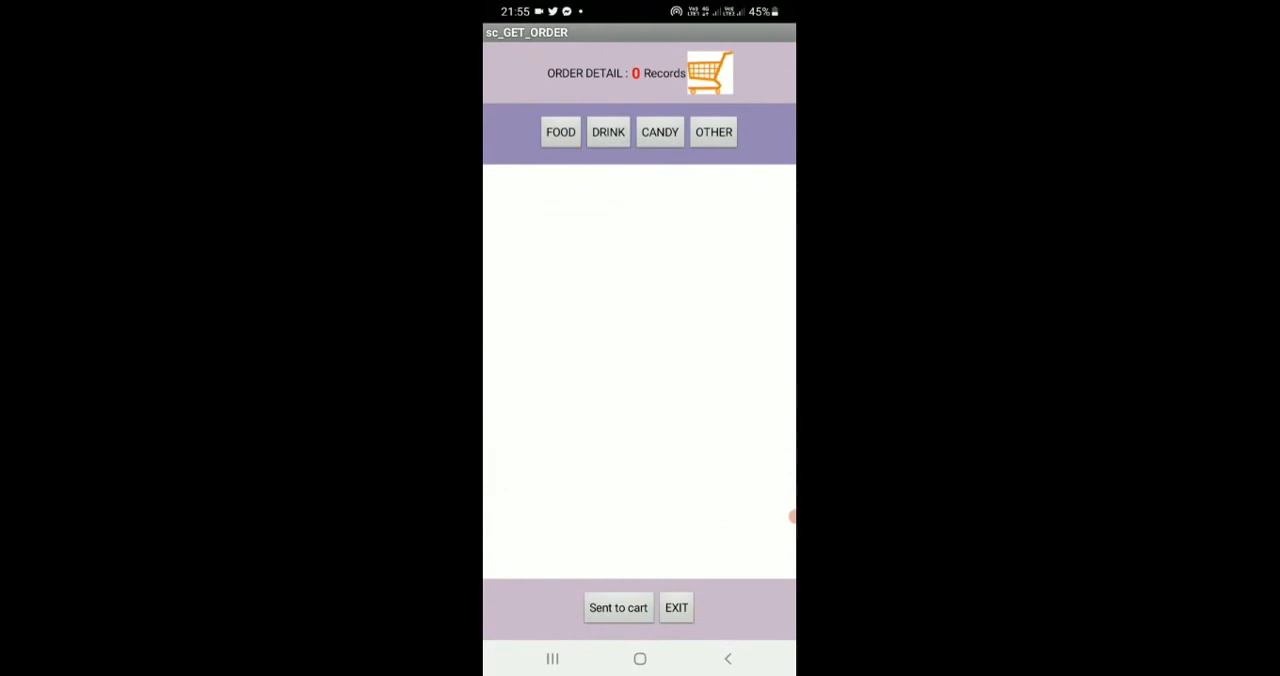 21:55 45%
sc_GET_ORDER
ORDER DETAIL : 0 Records
FOOD DRINK CANDY OTHER
Sent to cart EXIT